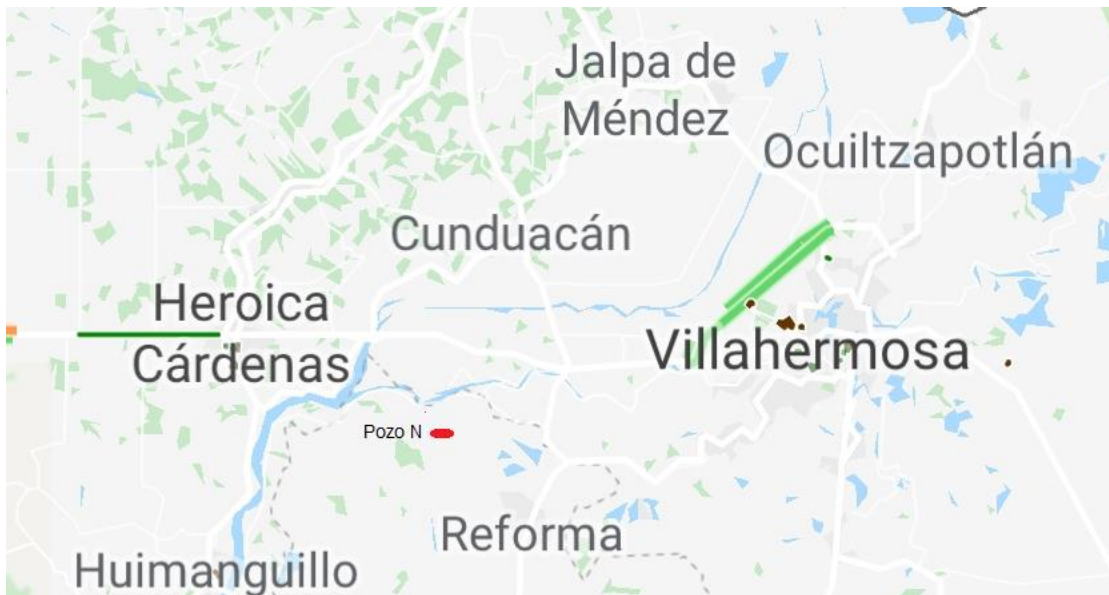 Jalpa de
Méndez
Ocuiltzapotlán
Cunduacán
Heroica
Cárdenas
Villahermosa
Pozo N
Reforma
Huimanguillo